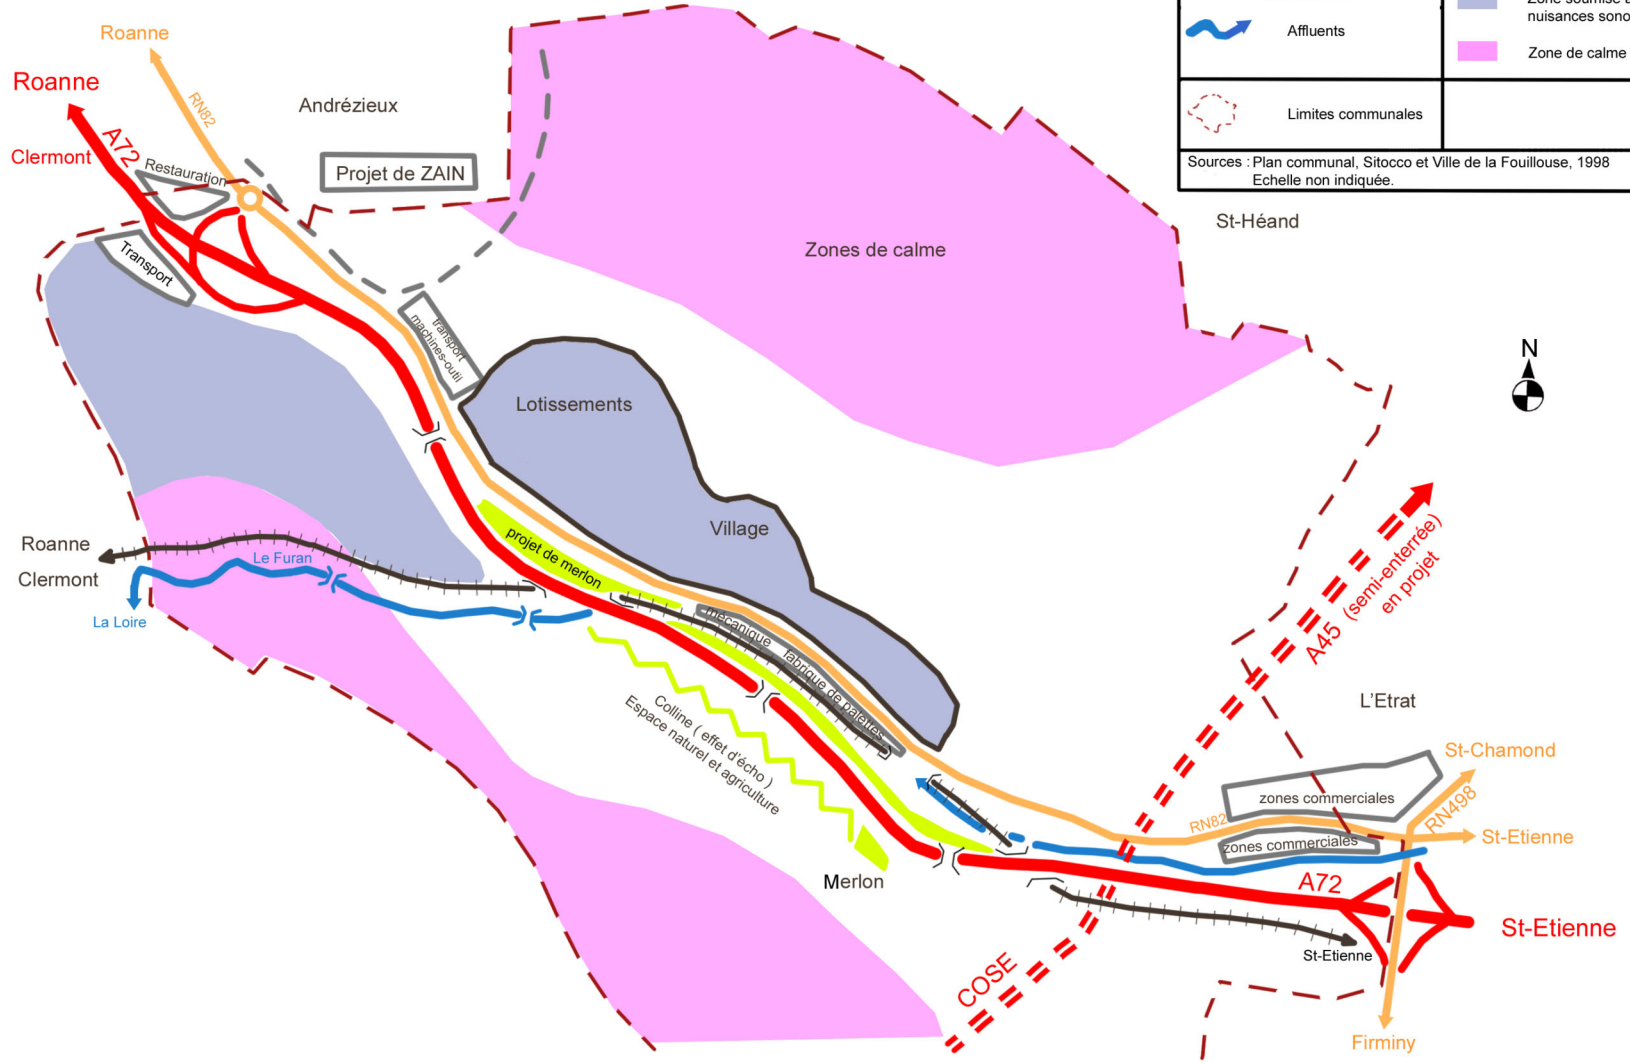 Zone soumise a
nuisances sono
Affluents
Zone de calme
Limites communales
Sources : Plan communal, Sitocco et Ville de la Fouillouse, 1998
Echelle non indiquée.
Roanne
Roanne
RN82
Andrézieux
A72
Clermont
Restauration
Projet de ZAIN
St-Héand
Zones de calme
Transport
transport
machines-outil
N
Lotissements
Village
projet de merlon
Roanne
Clermont
Le Furan
La Loire
mécanique
fabrique de palettes
A45 (semi-enterrée)
en projet
Colline ( effet d'écho )
Espace naturel et agriculture
L'Etrat
St-Chamond
zones commerciales
RN498
RN82
St-Etienne
zones commerciales
Merlon
A72
St-Etienne
St-Etienne
COSE
Firminy